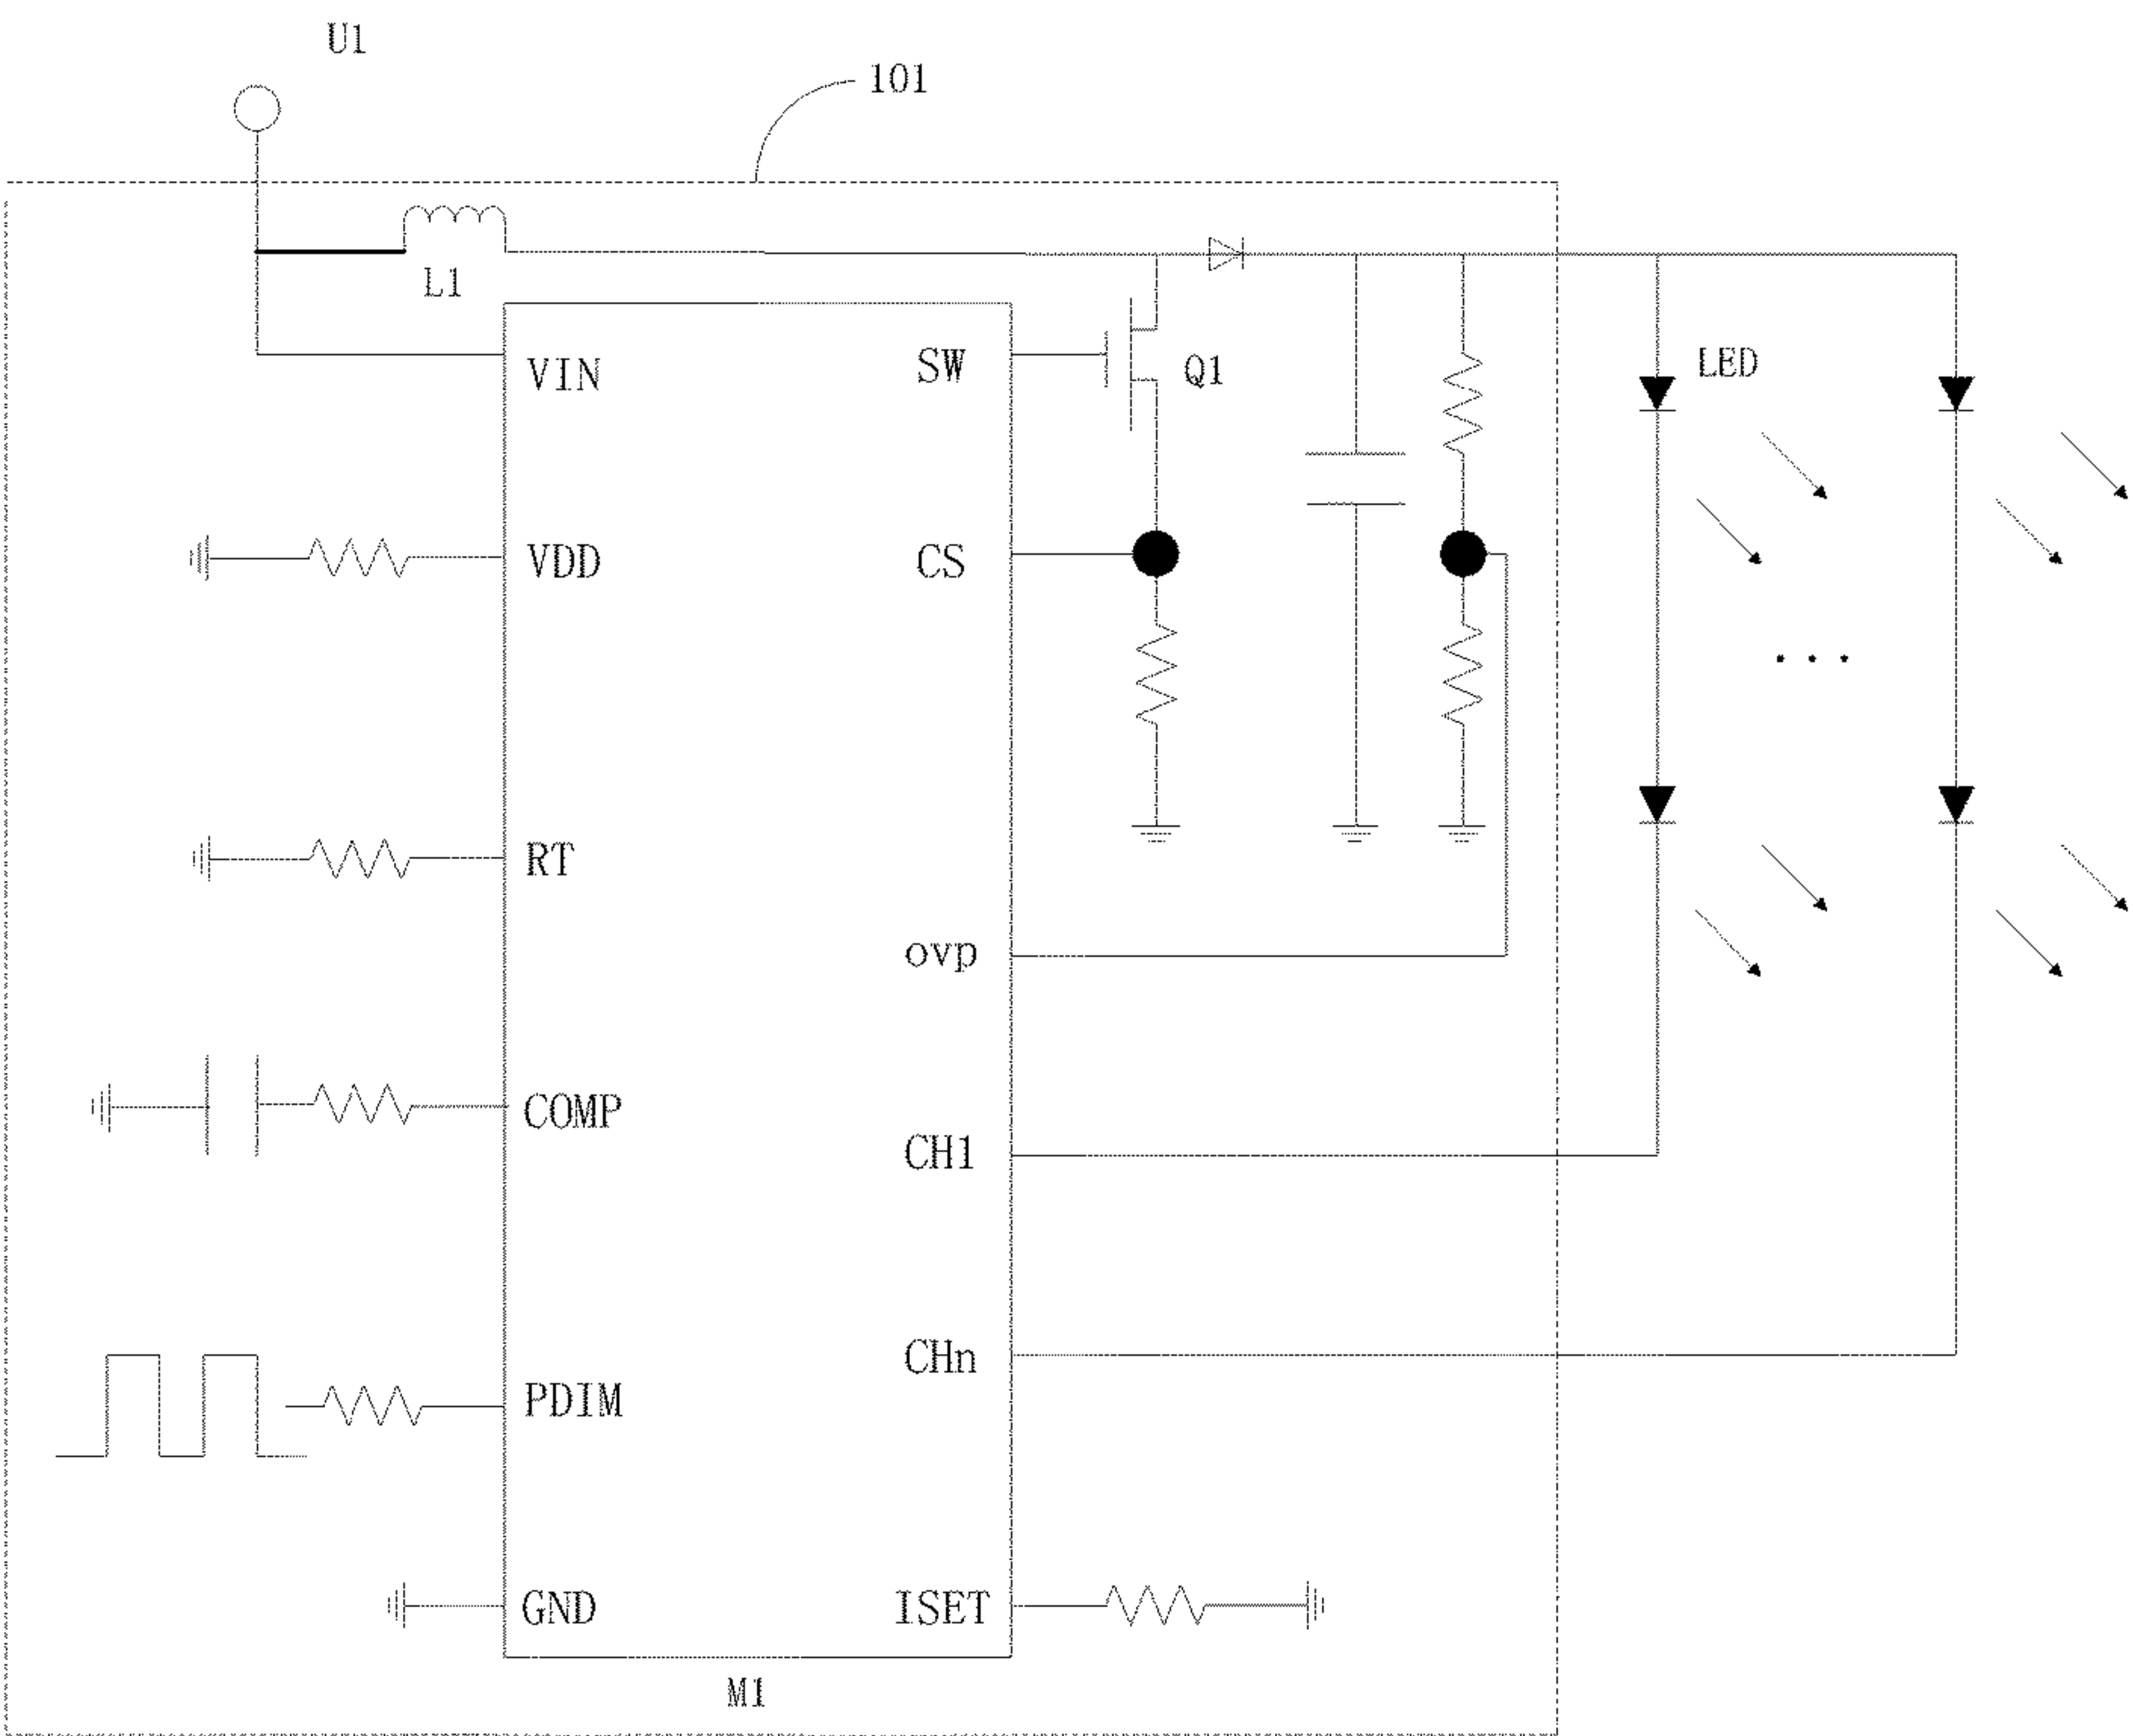 U1
101
L1
VIN
SW
Q1
LED
VDD
CS
RT
ovp
COMP
CH1
CHn
PDIM
GND
ISET
M1